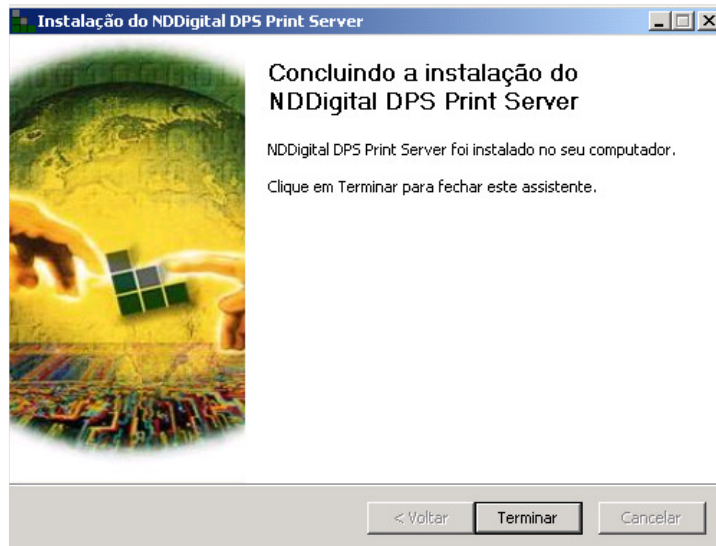 Instalação do NDDigital DPS Print Server
Concluindo a instalação do
NDDigital DPS Print Server
NDDigital DPS Print Server foi instalado no seu computador.
Clique em Terminar para fechar este assistente.
< Voltar
Terminar
Cancelar